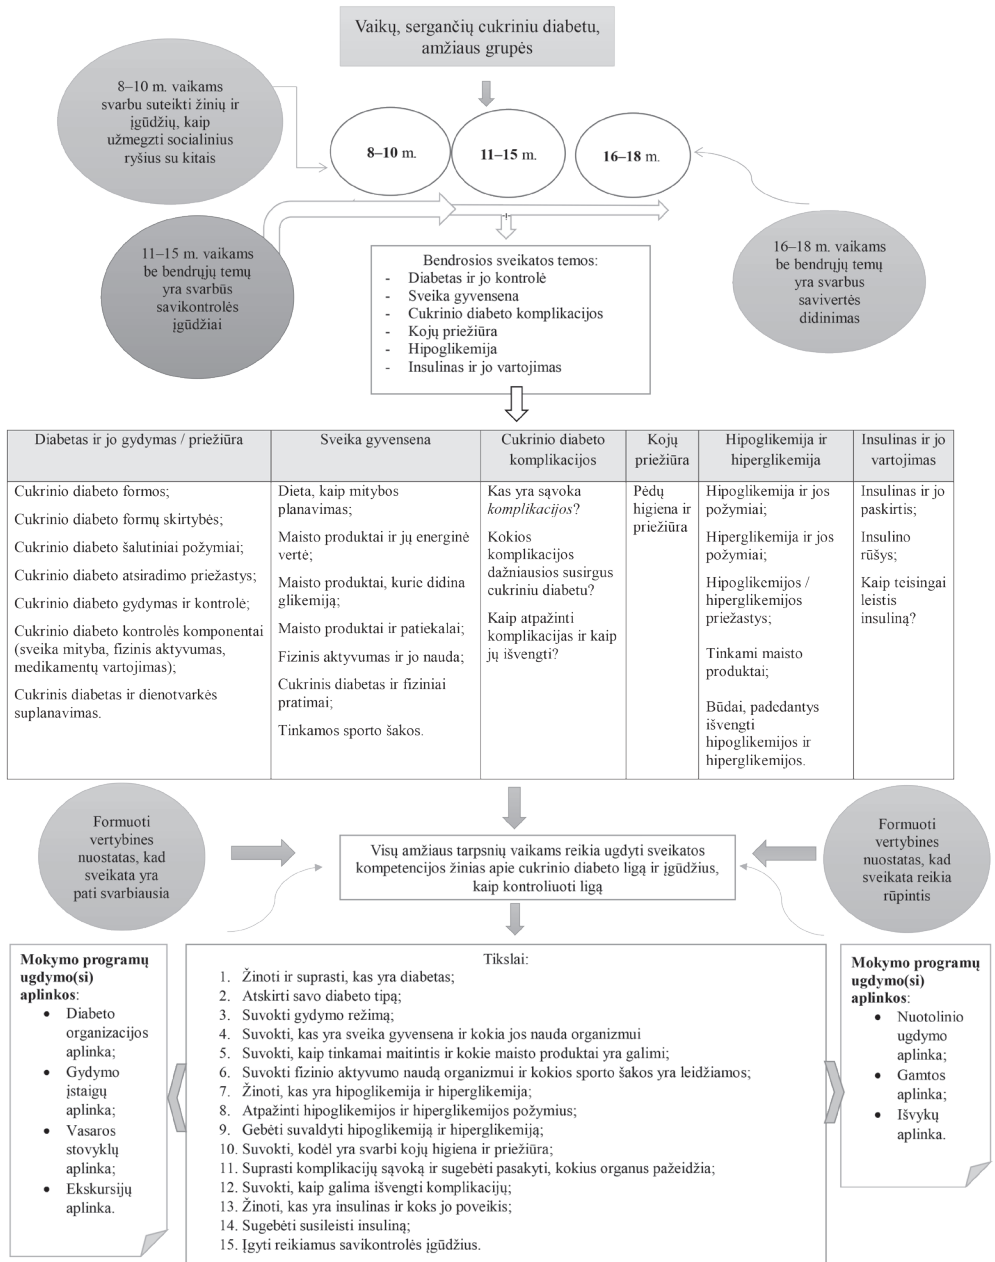 Vaikų, sergančių cukriniu diabetu,
amžiaus grupės
8–10 m. vaikams
svarbu suteikti žinių ir
įgūdžių, kaip
užmegzti socialinius
ryšius su kitais
8–10 m.
11–15 m.
16–18 m.
11–15 m. vaikams
be bendrųjų temų
yra svarbūs
savikontrolės
įgūdžiai
16–18 m. vaikams
be bendrųjų temų
yra svarbus
savivertės
didinimas
Bendrosios sveikatos temos:
- Diabetas ir jo kontrolė
- Sveika gyvensena
- Cukrinio diabeto komplikacijos
- Kojų priežiūra
- Hipoglikemija
- Insulinas ir jo vartojimas
Diabetas ir jo gydymas / priežiūra
Cukrinio diabeto formos;
Cukrinio diabeto formų skirtybės;
Cukrinio diabeto šalutiniai požymiai;
Cukrinio diabeto atsiradimo priežastys;
Cukrinio diabeto gydymas ir kontrolė;
Cukrinio diabeto kontrolės komponentai
(sveika mityba, fizinis aktyvumas,
medikamentų vartojimas);
Cukrinis diabetas ir dienotvarkės
suplanavimas.
Sveika gyvensena
Dieta, kaip mitybos
planavimas;
Maisto produktai ir jų energinė
vertė;
Maisto produktai, kurie didina
glikemiją;
Maisto produktai ir patiekalai;
Fizinis aktyvumas ir jo nauda;
Cukrinis diabetas ir fiziniai
pratimai;
Tinkamos sporto šakos.
Cukrinio diabeto
komplikacijos
Kas yra sąvoka
komplikacijos?
Kokios
komplikacijos
dažniausios susirgus
cukriniu diabetu?
Kaip atpažinti
komplikacijas ir kaip
jų išvengti?
Kojų
priežiūra
Pėdų
higiena ir
priežiūra
Hipoglikemija ir
hiperglikemija
Hipoglikemija ir jos
požymiai;
Hiperglikemija ir jos
požymiai;
Hipoglikemijos /
hiperglikemijos
priežastys;
Tinkami maisto
produktai;
Būdai, padedantys
išvengti
hipoglikemijos ir
hiperglikemijos.
Insulinas ir jo
vartojimas
Insulinas ir jo
paskirtis;
Insulino
rūšys;
Kaip teisingai
leistis
insuliną?
Formuoti
vertybines
nuostatas, kad
sveikata yra
pati svarbiausia
Visų amžiaus tarpsnių vaikams reikia ugdyti sveikatos
kompetencijos žinias apie cukrinio diabeto ligą ir įgūdžius,
kaip kontroliuoti ligą
Formuoti
vertybines
nuostatas, kad
sveikata reikia
rūpintis
Mokymo programų
ugdymo(si)
aplinkos:
• Diabeto
organizacijos
aplinka;
• Gydymo
įstaigų
aplinka;
• Vasaros
stovyklų
aplinka;
• Ekskursijų
aplinka.
Tikslai:
1. Žinoti ir suprasti, kas yra diabetas;
2. Atskirti savo diabeto tipą;
3. Suvokti gydymo režimą;
4. Suvokti, kas yra sveika gyvensena ir kokia jos nauda organizmui
5. Suvokti, kaip tinkamai maitintis ir kokie maisto produktai yra galimi;
6. Suvokti fizinio aktyvumo naudą organizmui ir kokios sporto šakos yra leidžiamos;
7. Žinoti, kas yra hipoglikemija ir hiperglikemija;
8. Atpažinti hipoglikemijos ir hiperglikemijos požymius;
9. Gebėti suvaldyti hipoglikemiją ir hiperglikemiją;
10. Suvokti, kodėl yra svarbi kojų higiena ir priežiūra;
11. Suprasti komplikacijų sąvoką ir sugebėti pasakyti, kokius organus pažeidžia;
12. Suvokti, kaip galima išvengti komplikacijų;
13. Žinoti, kas yra insulinas ir koks jo poveikis;
14. Sugebėti susileisti insuliną;
15. Įgyti reikiamus savikontrolės įgūdžius.
Mokymo programų
ugdymo(si)
aplinkos:
• Nuotolinio
ugdymo
aplinka;
• Gamtos
aplinka;
• Išvykų
aplinka.